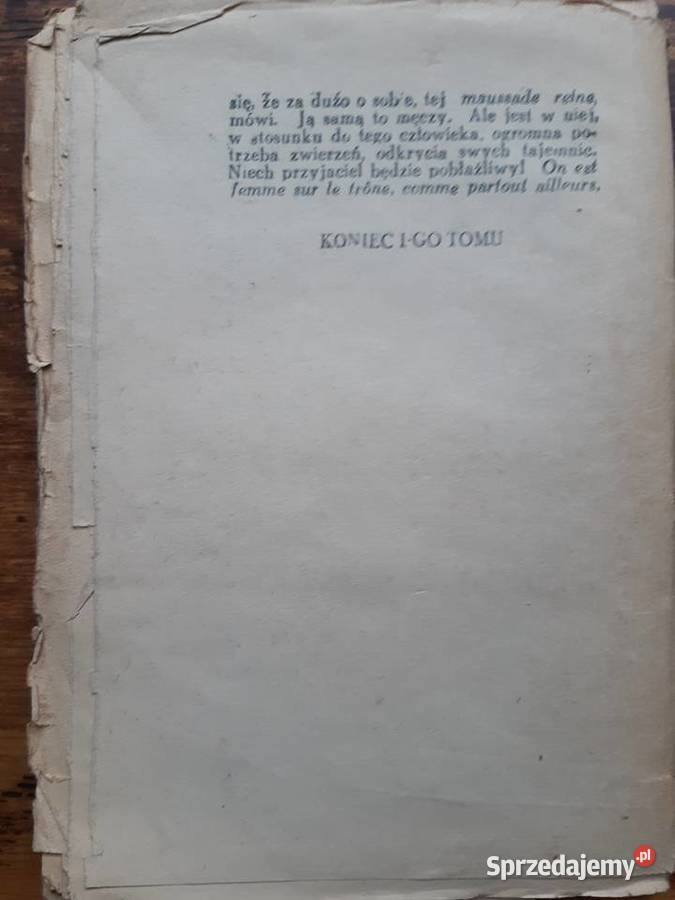 się, że za dużo o sobie, tej maussade reine,
mówi. Ją samą to męczy. Ale jest w niej,
w stosunku do tego człowieka, ogromna po-
trzeba zwierzeń, odkrycia swych tajemnic.
Niech przyjaciel będzie pobłażliwy! On est
femme sur le trône, comme partout ailleurs.
KONIEC I-GO TOMU
Sprzedajemy.pl